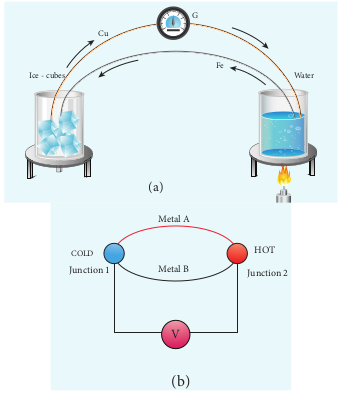 G
Cu
Fe
Ice - cubes
Water
(a)
Metal A
COLD
HOT
Junction 1
Metal B
Junction 2
V
(b)